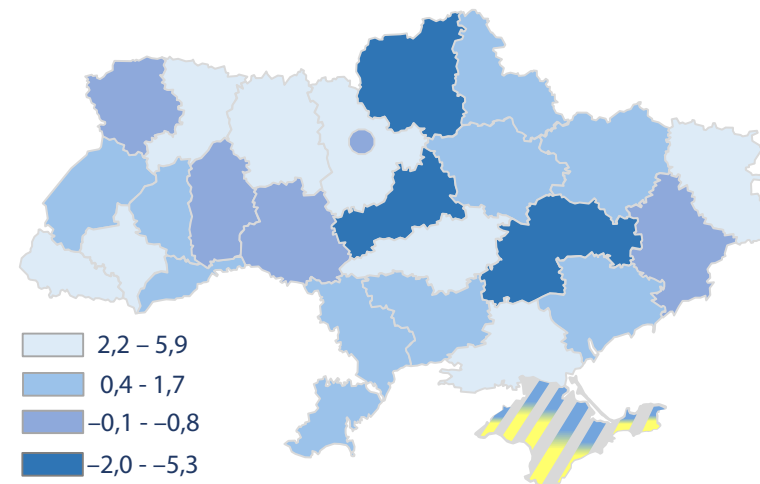 2,2 – 5,9
0,4 - 1,7
–0,1 - –0,8
–2,0 - –5,3